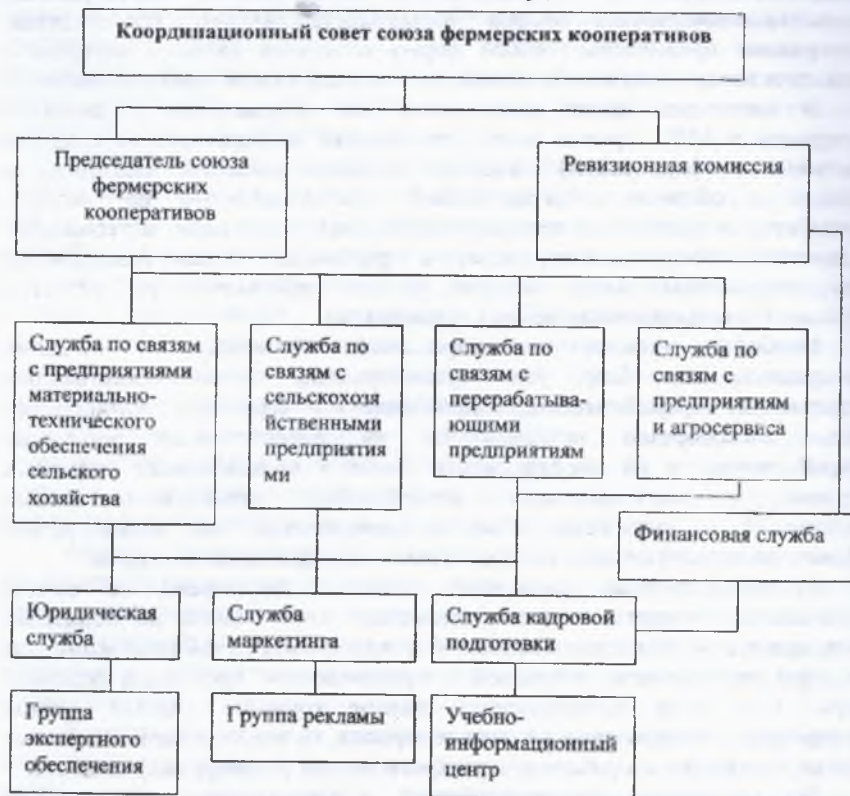 Координационный совет союза фермерских кооперативов
Председатель союза
фермерских
кооперативов
Ревизионная комиссия
Служба по связям
с предприятиями
материально-
технического
обеспечения
сельского
хозяйства
Служба по
связям с
сельскохозя
йственными
предприятия
ми
Служба по
связям с
перерабатыва-
ющими
предприятиям
Служба по
связям с
предприятиям
и агросерваса
Финансовая служба
Юридическая
служба
Служба
маркетинга
Служба кадровой
подготовки
Группа
экспертного
обеспечения
Группа рекламы
Учебно-
информационный
центр